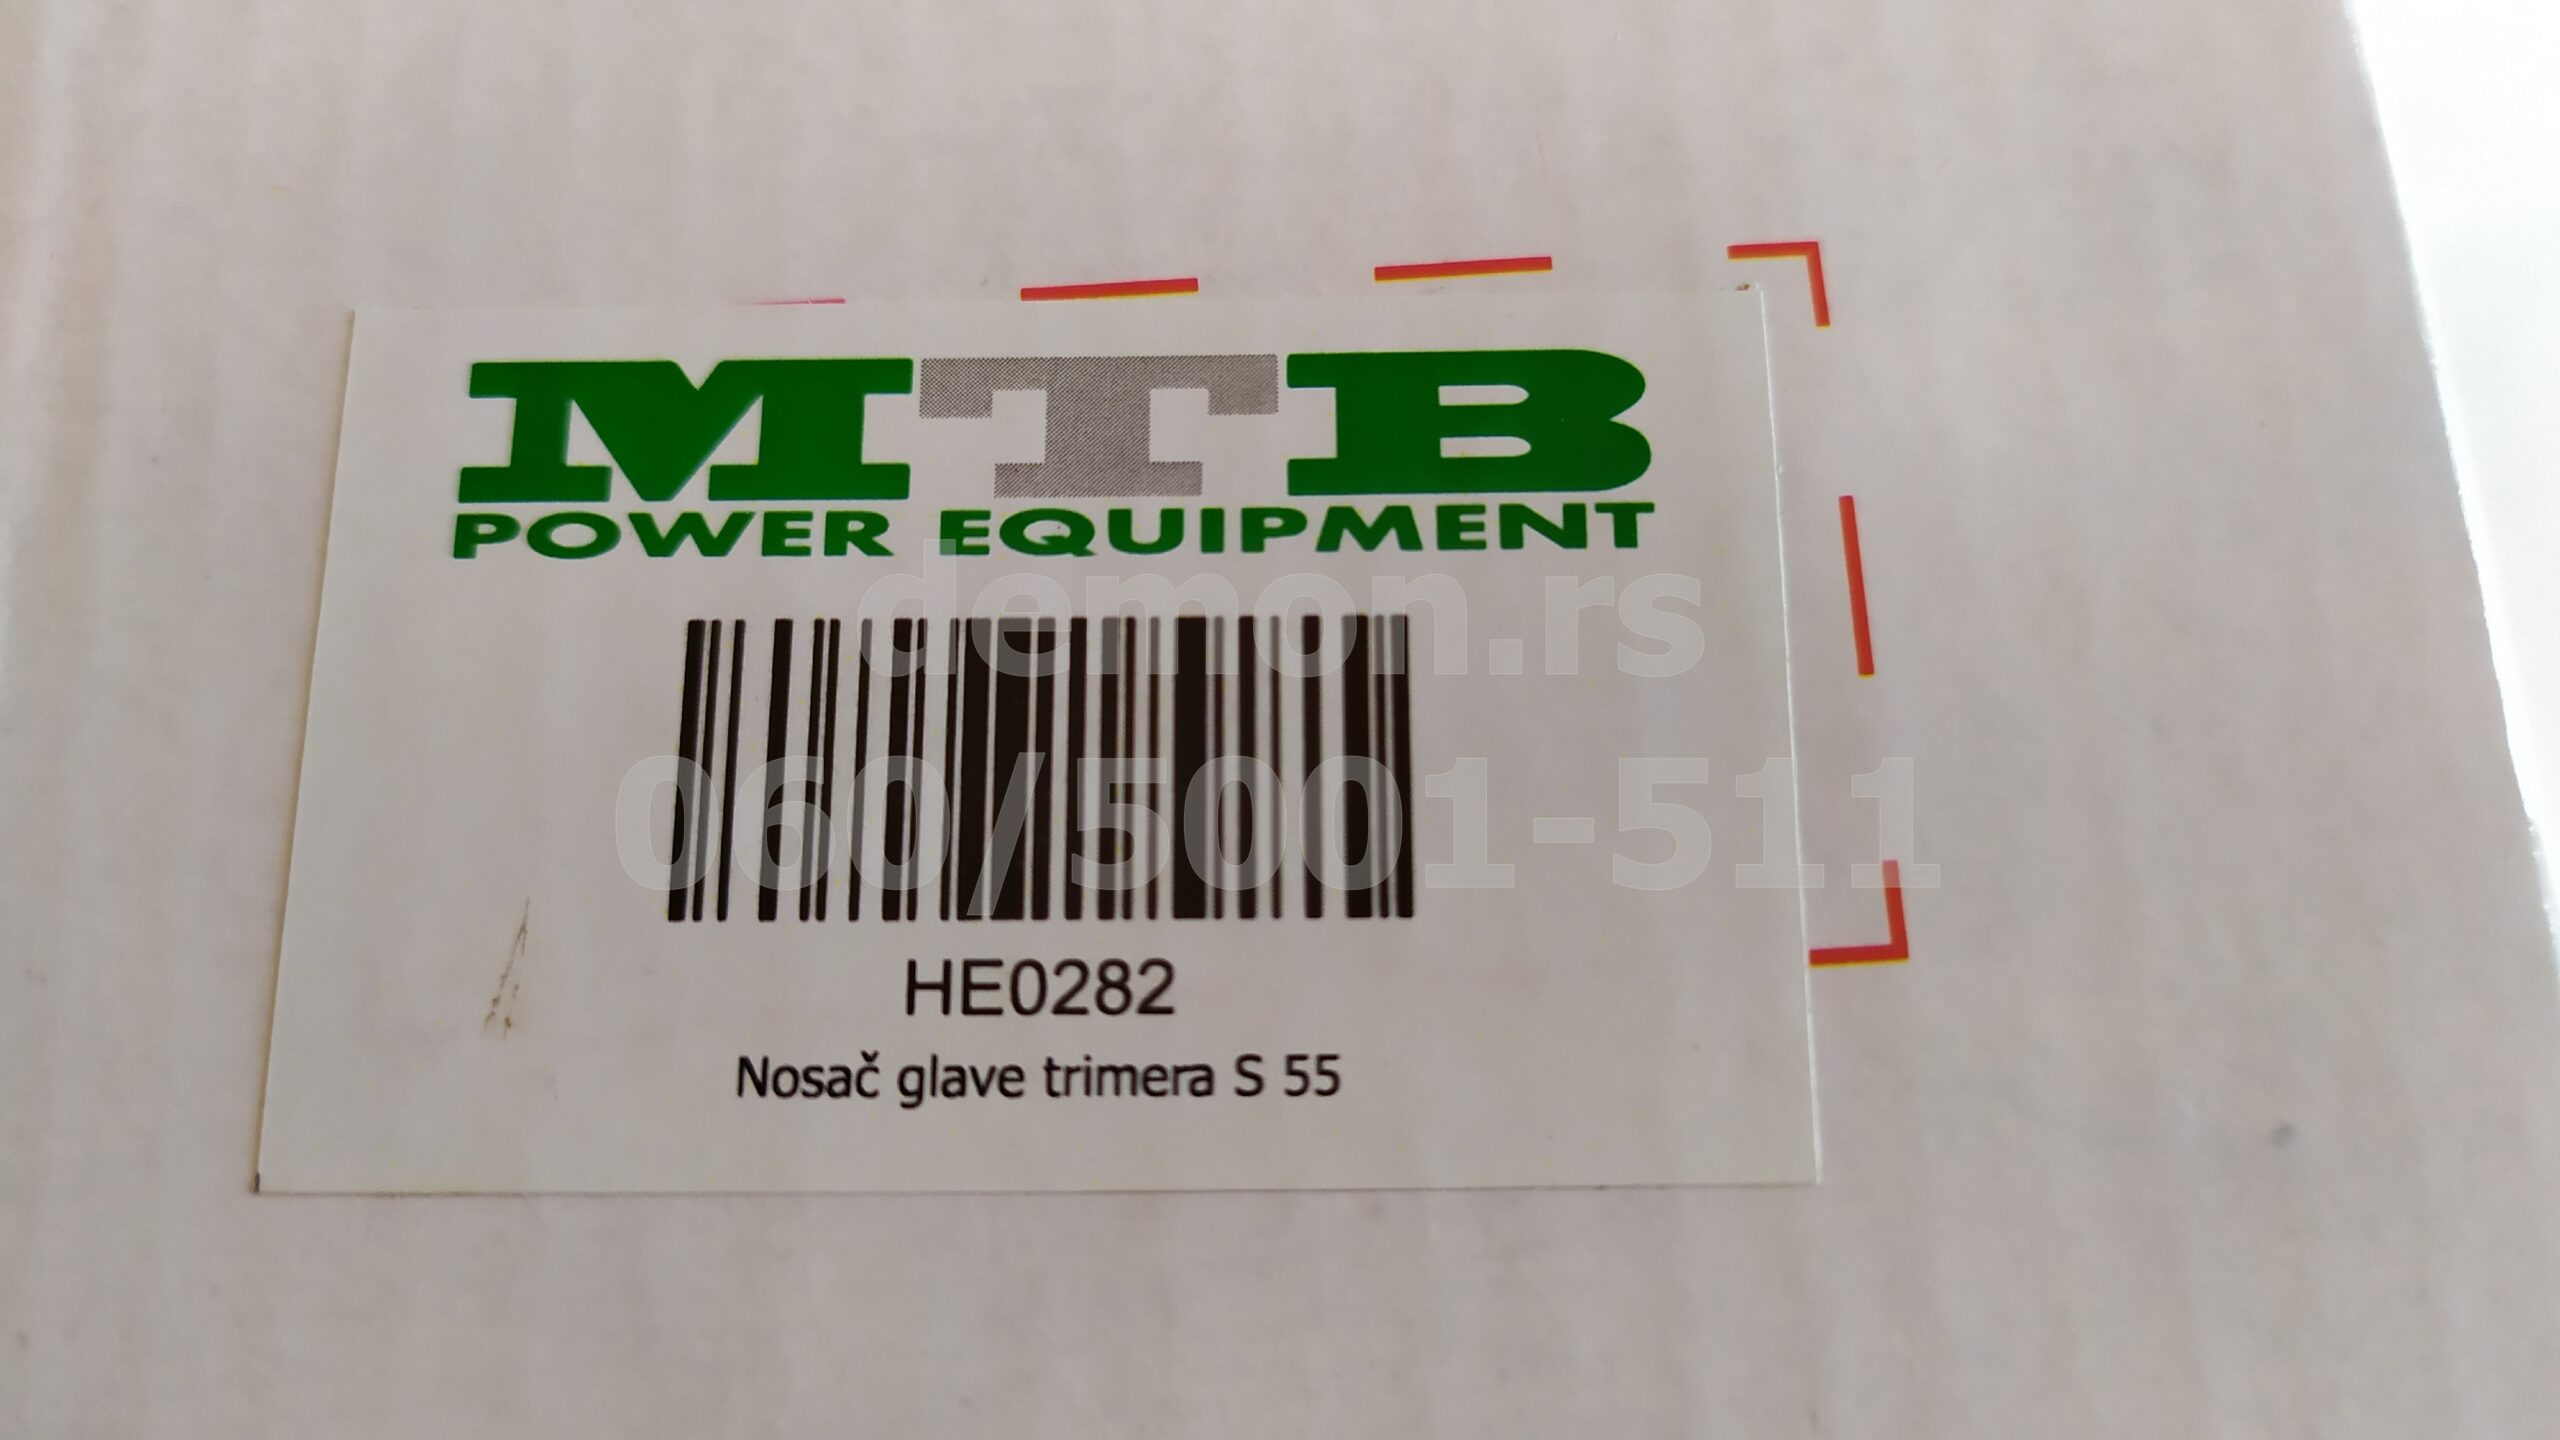 MTB
POWER EQUIPMENT
demon.rs
060/5001-511
HE0282
Nosač glave trimera S 55